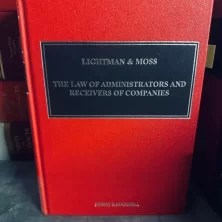 LIGHTMAN & MOSS
THE LAW OF ADMINISTRATORS AND
RECEIVERS OF COMPANIES